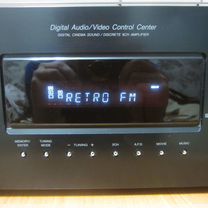 Digital Audio/Video Control Center
DIGITAL CINEMA SOUND / DISCRETE 6CH AMPLIFIER
RETRO FM
MEMORY/ENTER
TUNING MODE
− TUNING +
2CH
A.F.D.
MOVIE
MUSIC